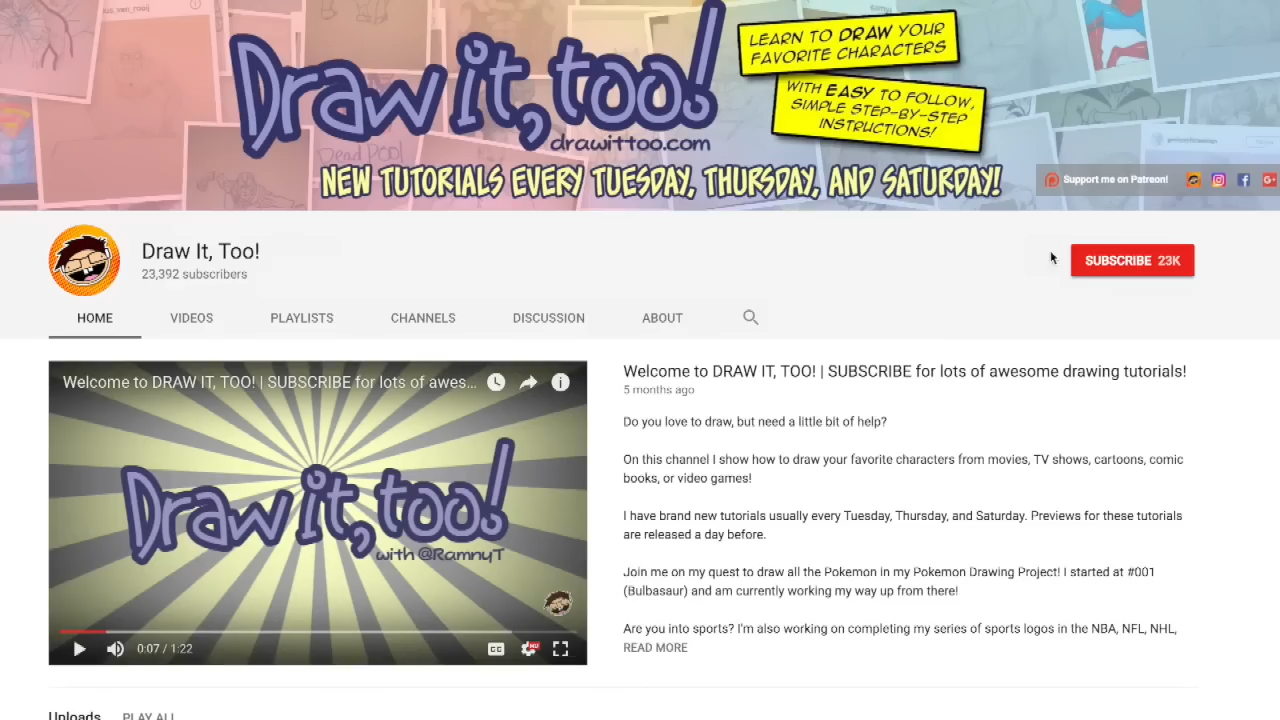 Draw it, too!
drawittoo.com
LEARN TO DRAW YOUR
FAVORITE CHARACTERS
WITH EASY TO FOLLOW,
SIMPLE STEP-BY-STEP
INSTRUCTIONS!
Dead Pool
NEW TUTORIALS EVERY TUESDAY, THURSDAY, AND SATURDAY!
Support me on Patreon!
Draw It, Too!
23,392 subscribers
SUBSCRIBE 23K
HOME VIDEOS PLAYLISTS CHANNELS DISCUSSION ABOUT
Welcome to DRAW IT, TOO! | SUBSCRIBE for lots of awes...
Draw it, too!
with @RamnyT
0:07 / 1:22
CC
HD
Welcome to DRAW IT, TOO! | SUBSCRIBE for lots of awesome drawing tutorials!
5 months ago
Do you love to draw, but need a little bit of help?
On this channel I show how to draw your favorite characters from movies, TV shows, cartoons, comic
books, or video games!
I have brand new tutorials usually every Tuesday, Thursday, and Saturday. Previews for these tutorials
are released a day before.
Join me on my quest to draw all the Pokemon in my Pokemon Drawing Project! I started at #001
(Bulbasaur) and am currently working my way up from there!
Are you into sports? I'm also working on completing my series of sports logos in the NBA, NFL, NHL,
READ MORE
Uploads PLAY ALL